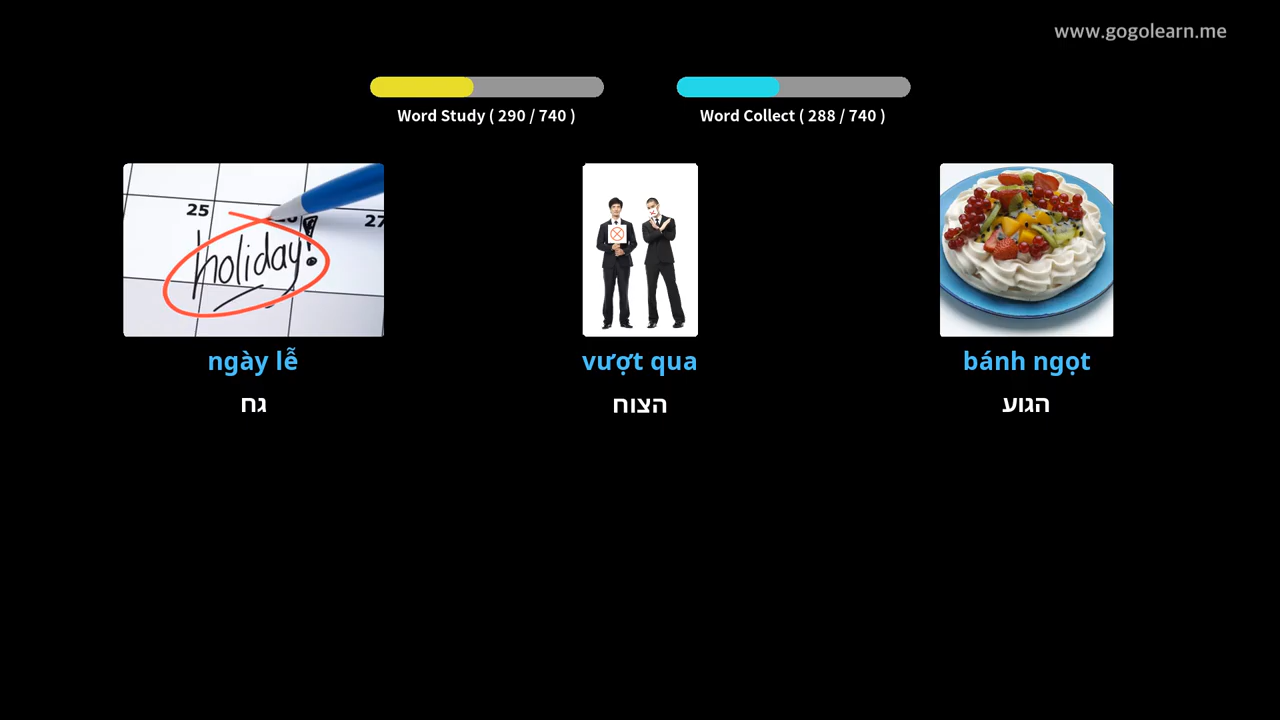 www.gogolearn.me
Word Study ( 290 / 740 )
Word Collect ( 288 / 740 )
25
26
27
holiday!
ngày lễ
גח
vượt qua
הצוח
bánh ngọt
הגוע